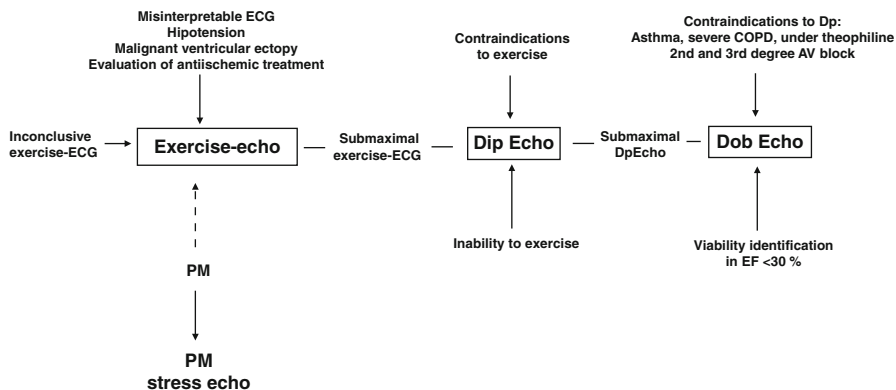 Misinterpretable ECG
Hipotension
Malignant ventricular ectopy
Evaluation of antiischemic treatment
Inconclusive
exercise-ECG
Exercise-echo
Submaximal
exercise-ECG
Contraindications
to exercise
Dip Echo
Inability to exercise
Submaximal
DpEcho
Contraindications to Dp:
Asthma, severe COPD, under theophiline
2nd and 3rd degree AV block
Dob Echo
Viability identification
in EF <30 %
PM
PM
stress echo